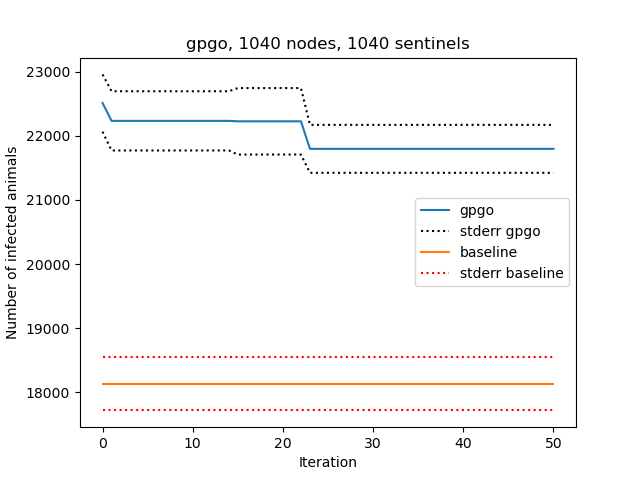 gpgo, 1040 nodes, 1040 sentinels
Number of infected animals
23000
22000
21000
20000
19000
18000
gpgo
stderr gpgo
baseline
stderr baseline
0 10 20 30 40 50
Iteration